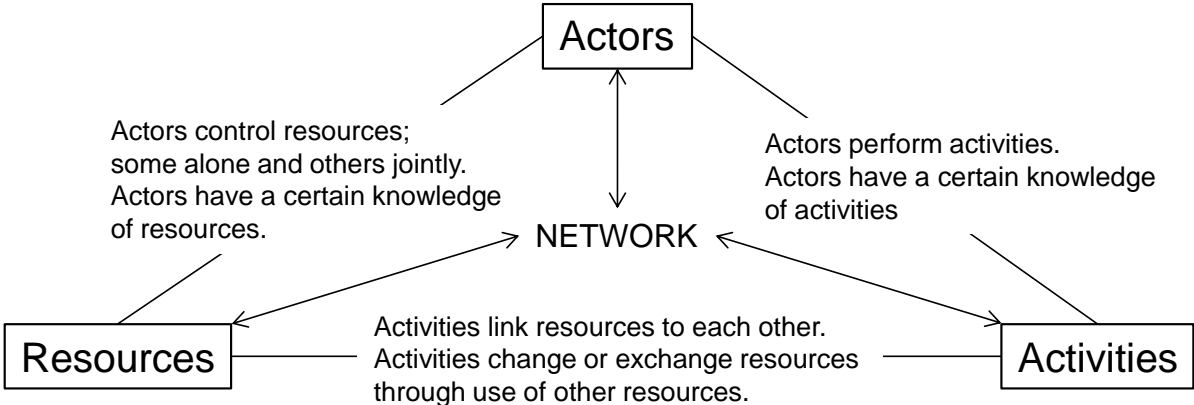 Actors
Actors control resources;
some alone and others jointly.
Actors have a certain knowledge
of resources.
Actors perform activities.
Actors have a certain knowledge
of activities
NETWORK
Resources
Activities link resources to each other.
Activities change or exchange resources
through use of other resources.
Activities